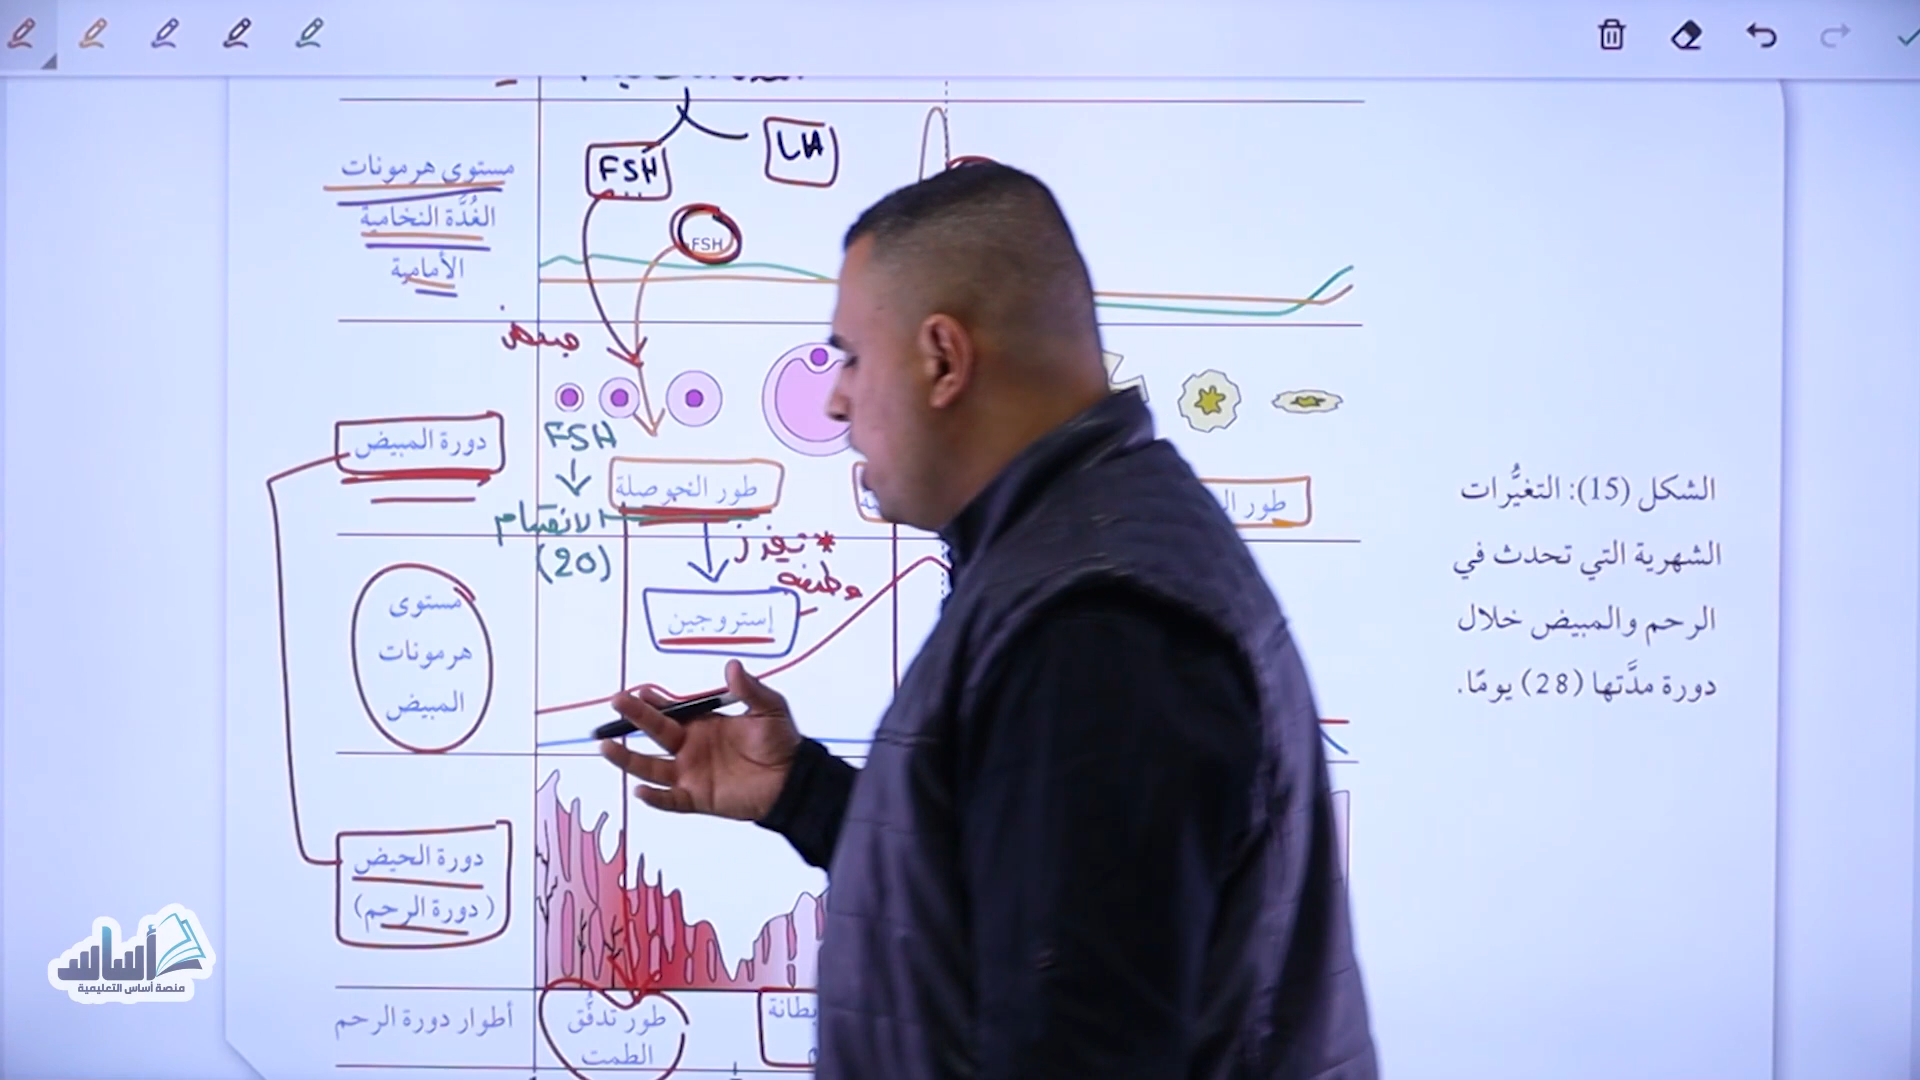 FSH
LH
مستوى هرمونات
الغُدَّة النخامية
الأمامية
FSH
مبيض
دورة المبيض
FSH
طور الحوصلة
طور
الانقسام
(20)
* تفرز
وظيفه
مستوى
هرمونات
المبيض
إستروجين
دورة الحيض
(دورة الرحم)
أطوار دورة الرحم
طور تدفُّق
الطمث
بطانة
الشكل (15): التغيُّرات
الشهرية التي تحدث في
الرحم والمبيض خلال
دورة مدَّتها (28) يومًا.
أساس
منصة أساس التعليمية